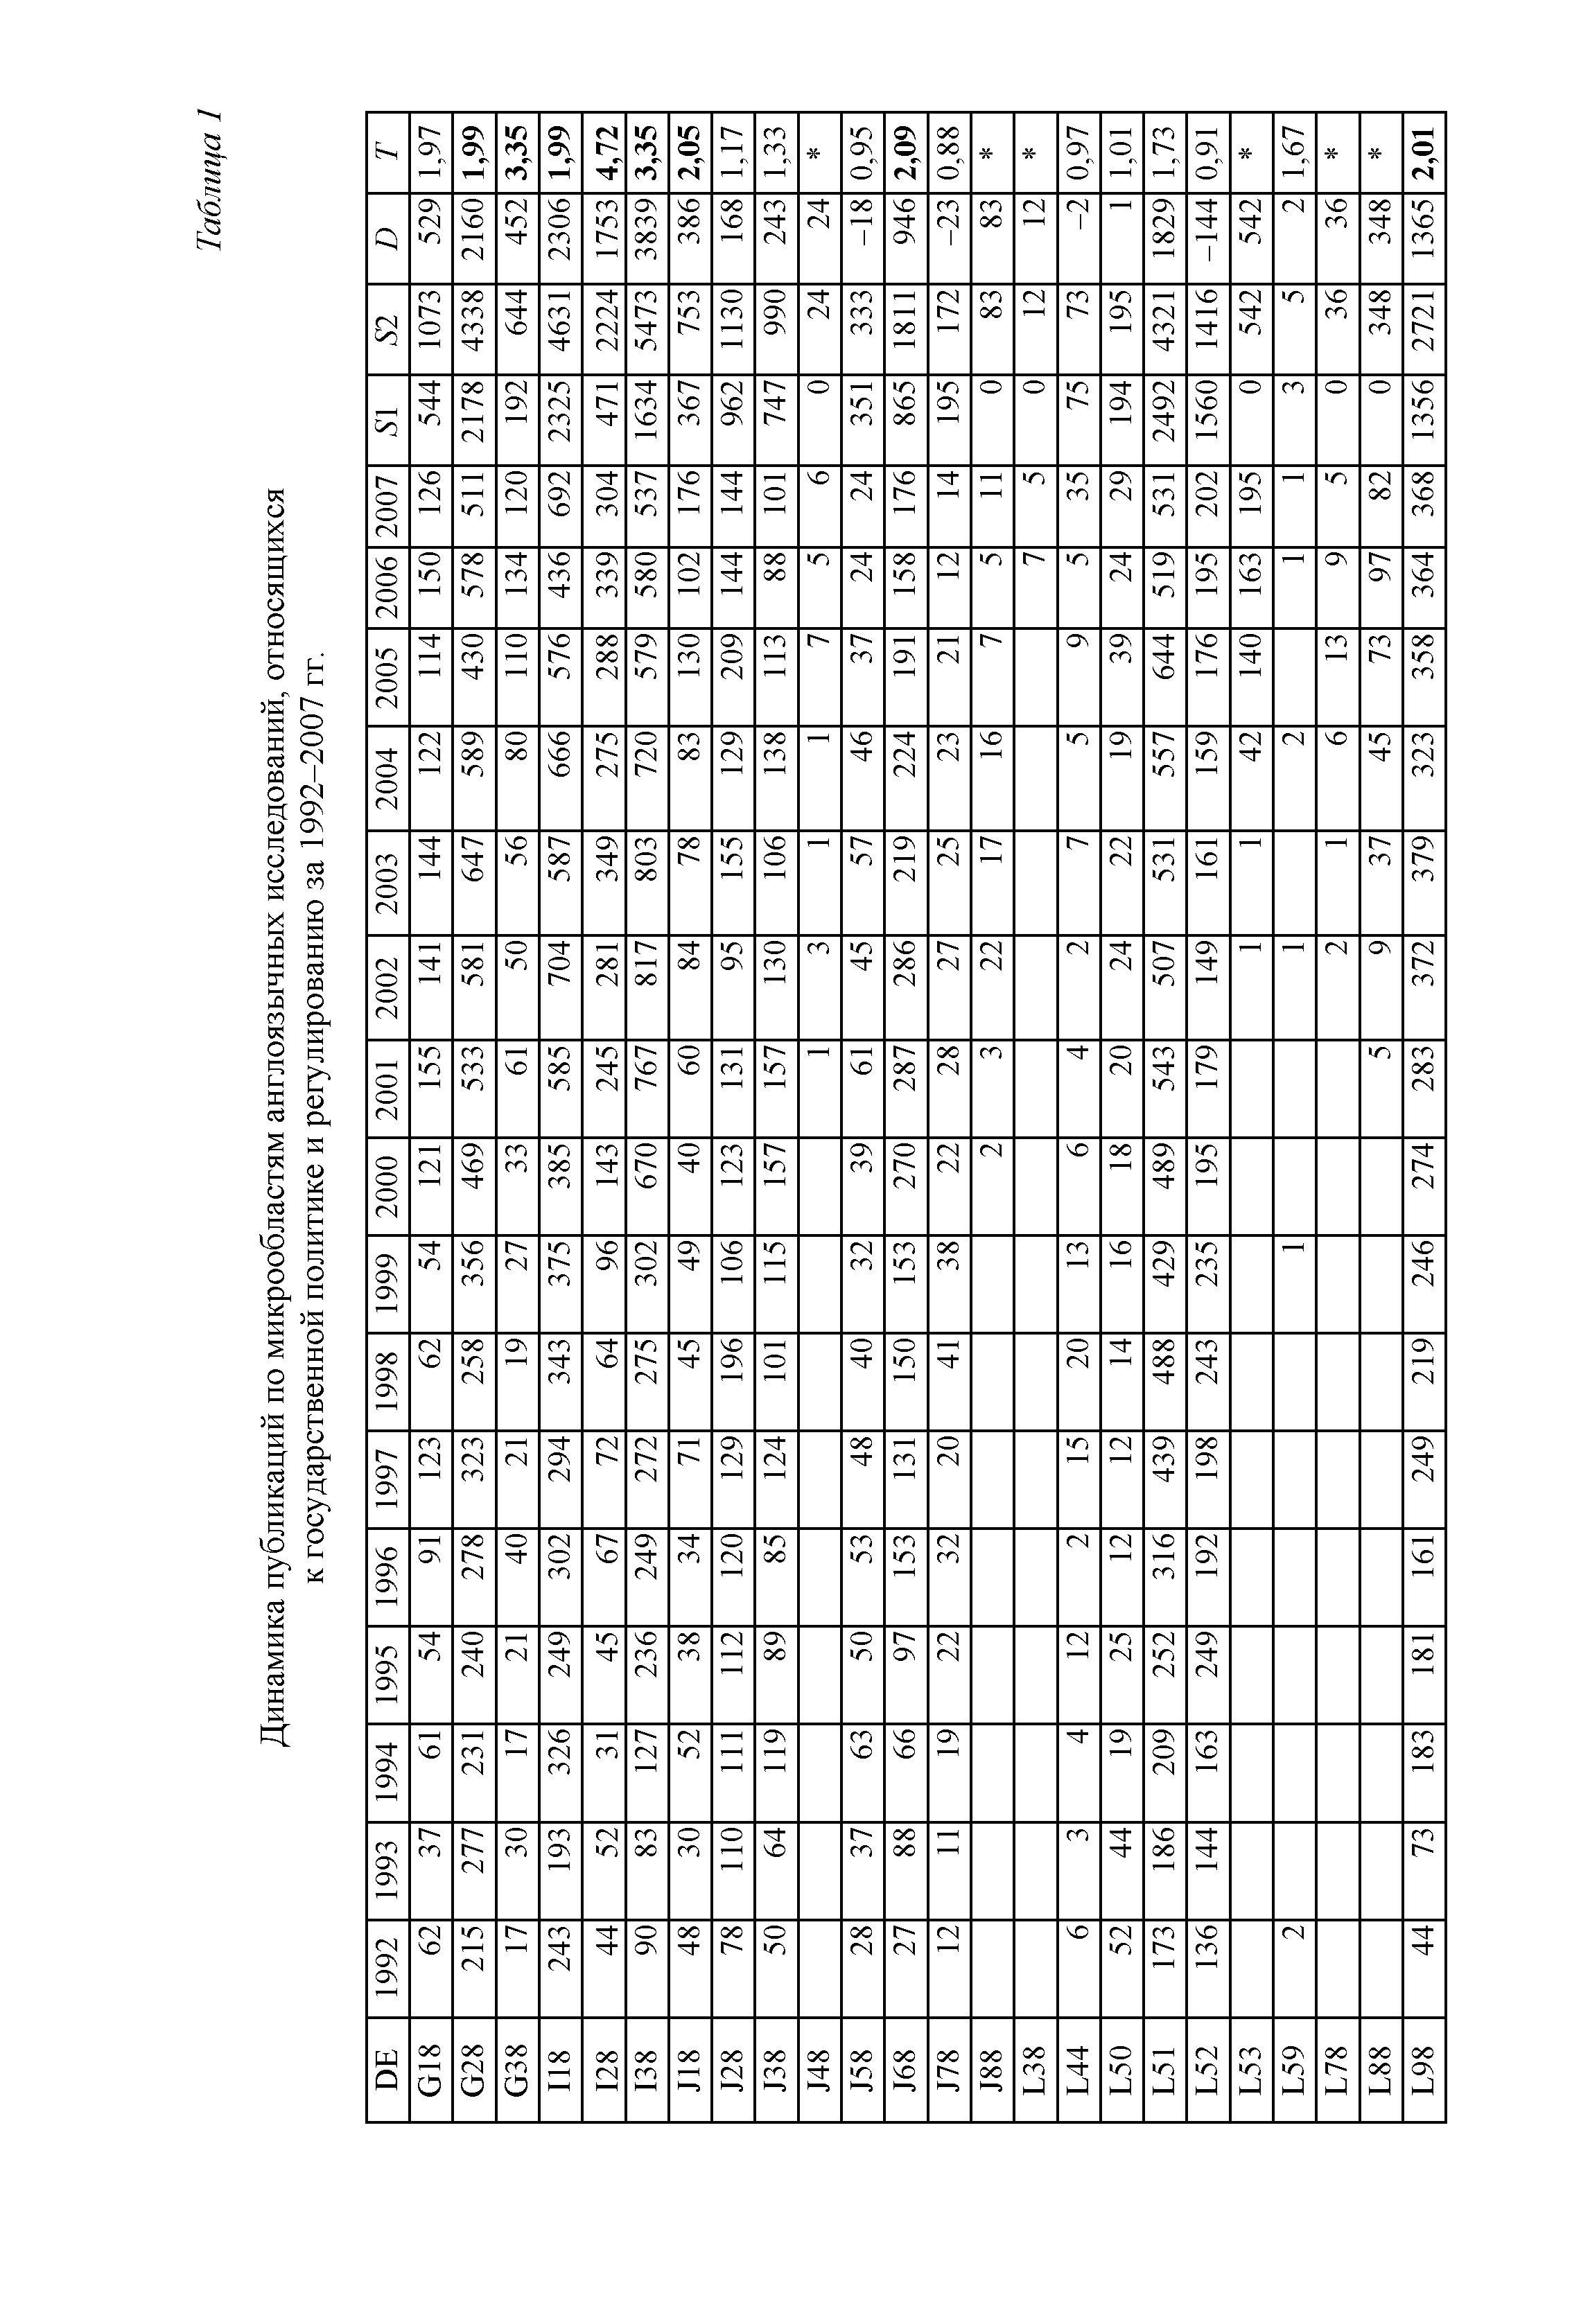 Таблица 1
Динамика публикаций по микрообластям англоязычных исследований, относящихся
к государственной политике и регулированию за 1992–2007 гг.
DE 1992 1993 1994 1995 1996 1997 1998 1999 2000 2001 2002 2003 2004 2005 2006 2007 S1 S2 D T
G18 62 37 61 54 91 123 62 54 121 155 141 144 122 114 150 126 544 1073 529 1,97
G28 215 277 231 240 278 323 258 356 469 533 581 647 589 430 578 511 2178 4338 2160 1,99
G38 17 30 17 21 40 21 19 27 33 61 50 56 80 110 134 120 192 644 452 3,35
I18 243 193 326 249 302 294 343 375 385 585 704 587 666 576 436 692 2325 4631 2306 1,99
I28 44 52 31 45 67 72 64 96 143 245 281 349 275 288 339 304 471 2224 1753 4,72
I38 90 83 127 236 249 272 275 302 670 767 817 803 720 579 580 537 1634 5473 3839 3,35
J18 48 30 52 38 34 71 45 49 40 60 84 78 83 130 102 176 367 753 386 2,05
J28 78 110 111 112 120 129 196 106 123 131 95 155 129 209 144 144 962 1130 168 1,17
J38 50 64 119 89 85 124 101 115 157 157 130 106 138 113 88 101 747 990 243 1,33
J48 1 3 1 1 7 5 6 0 24 24 *
J58 28 37 63 50 53 48 40 32 39 61 45 57 46 37 24 24 351 333 –18 0,95
J68 27 88 66 97 153 131 150 153 270 287 286 219 224 191 158 176 865 1811 946 2,09
J78 12 11 19 22 32 20 41 38 22 28 27 25 23 21 12 14 195 172 –23 0,88
J88 2 3 22 17 16 7 5 11 0 83 83 *
L38 7 5 0 12 12 *
L44 6 3 4 12 2 15 20 13 6 4 2 7 5 9 5 35 75 73 –2 0,97
L50 52 44 19 25 12 12 14 16 18 20 24 22 19 39 24 29 194 195 1 1,01
L51 173 186 209 252 316 439 488 429 489 543 507 531 557 644 519 531 2492 4321 1829 1,73
L52 136 144 163 249 192 198 243 235 195 179 149 161 159 176 195 202 1560 1416 –144 0,91
L53 1 1 42 140 163 195 0 542 542 *
L59 2 1 1 2 1 1 3 5 2 1,67
L78 2 1 6 13 9 5 0 36 36 *
L88 5 9 37 45 73 97 82 0 348 348 *
L98 44 73 183 181 161 249 219 246 274 283 372 379 323 358 364 368 1356 2721 1365 2,01